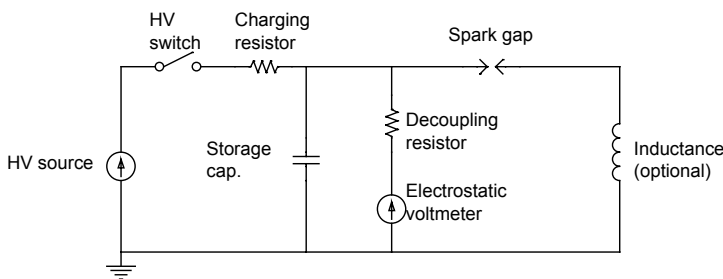 HV
switch
Charging
resistor
Spark gap
HV source
Storage
cap.
Decoupling
resistor
Electrostatic
voltmeter
Inductance
(optional)